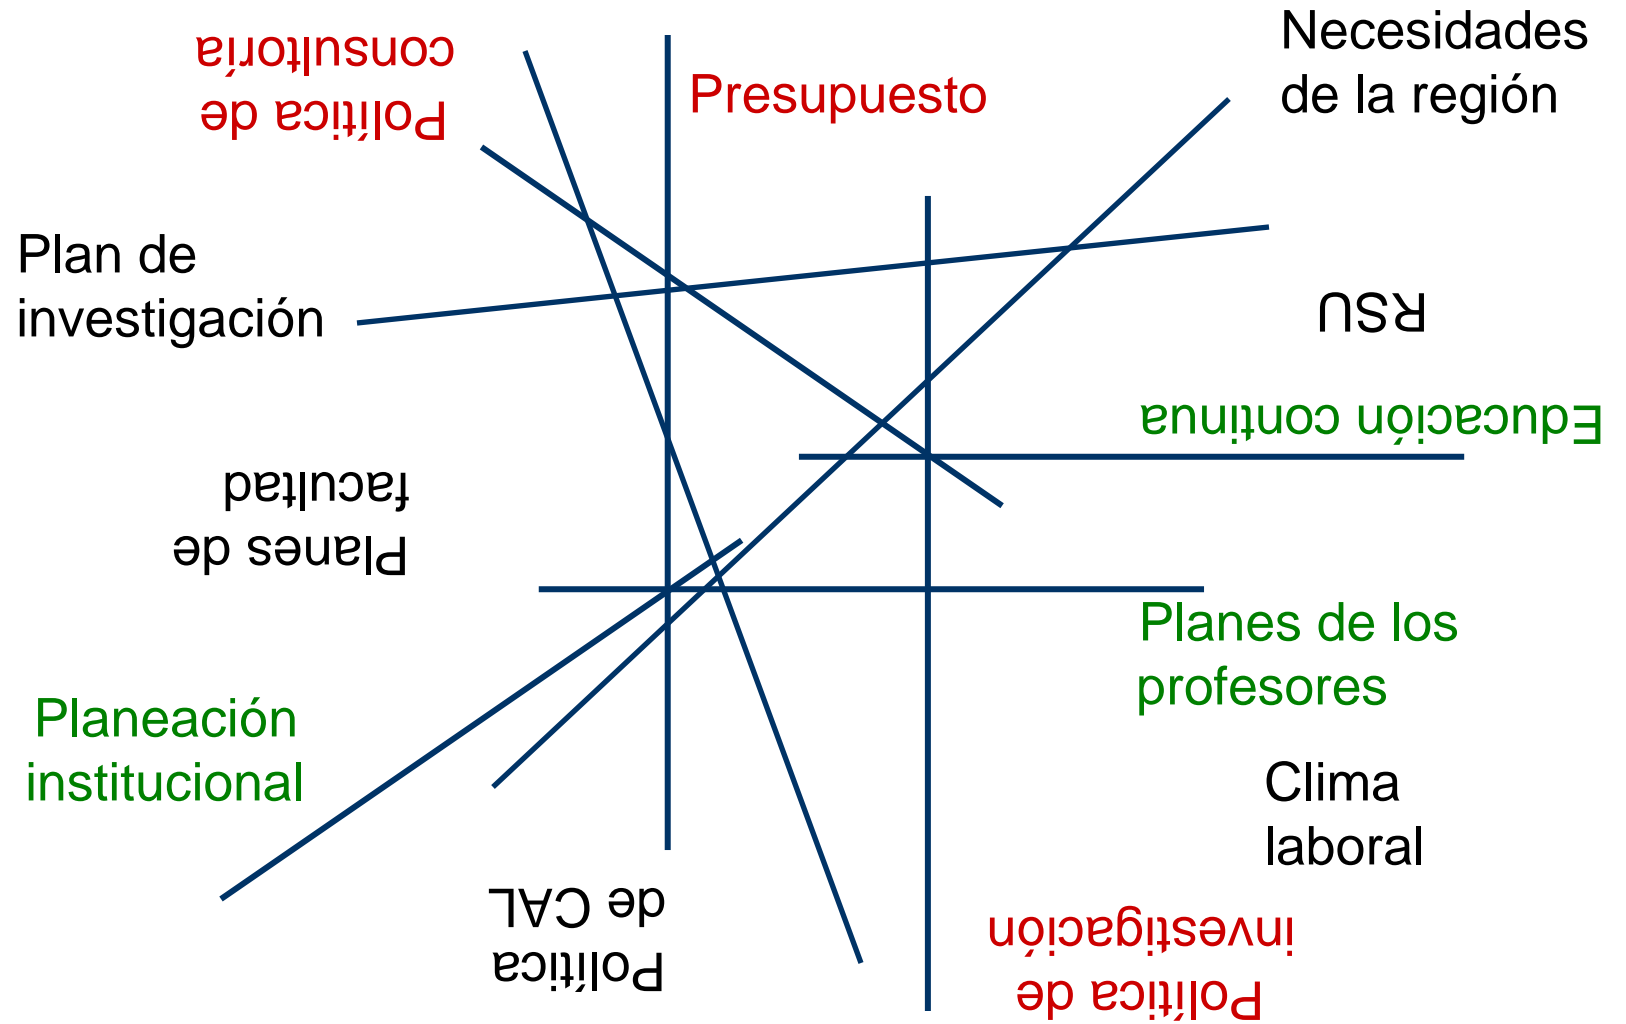 Política de
consultoría
Presupuesto
Necesidades
de la región
Plan de
investigación
RSU
Educación continua
Planes de
facultad
Planes de los
profesores
Planeación
institucional
Clima
laboral
Política
de CAL
Política de
investigación